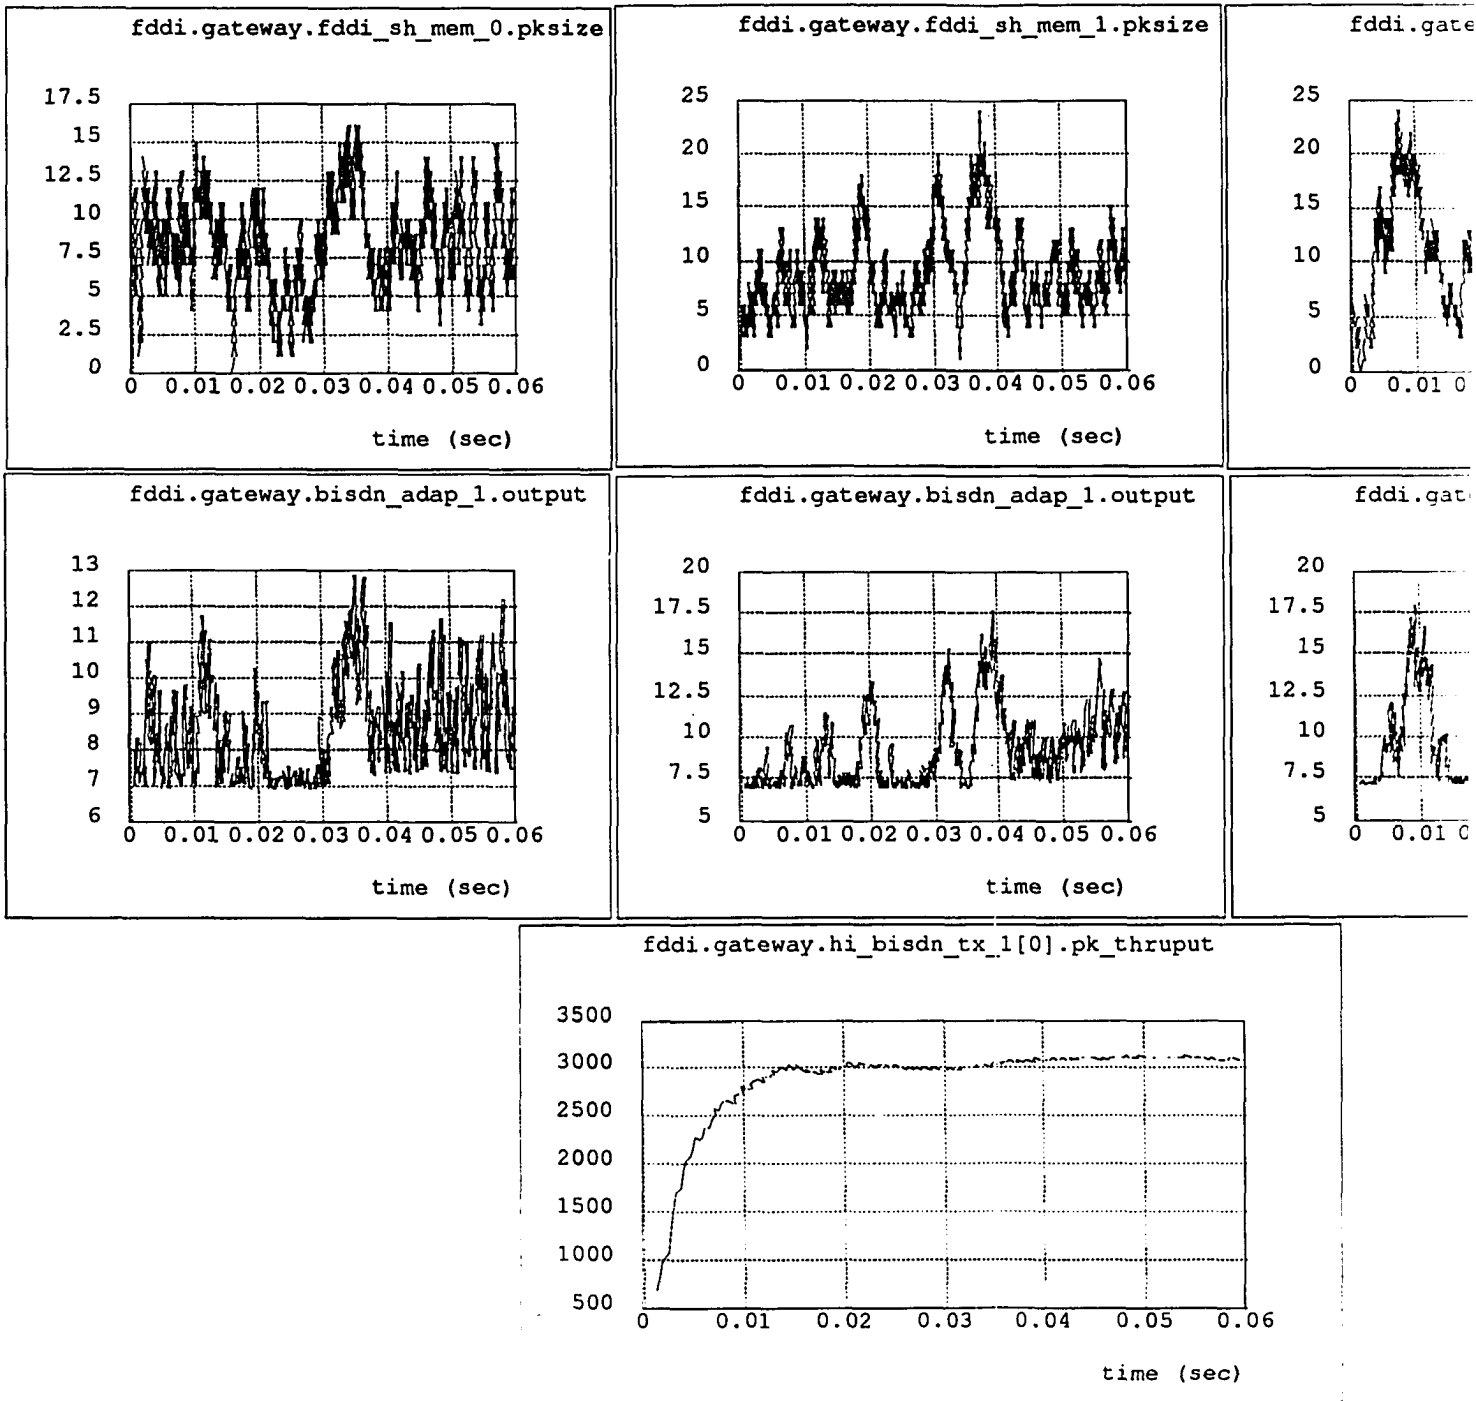 fddi.gateway.fddi_sh_mem_0.pksize
17.5
15
12.5
10
7.5
5
2.5
0
0 0.01 0.02 0.03 0.04 0.05 0.06
time (sec)
fddi.gateway.fddi_sh_mem_1.pksize
25
20
15
10
5
0
0 0.01 0.02 0.03 0.04 0.05 0.06
time (sec)
fddi.gate
25
20
15
10
5
0
0 0.01 0
fddi.gateway.bisdn_adap_1.output
13
12
11
10
9
8
7
6
0 0.01 0.02 0.03 0.04 0.05 0.06
time (sec)
fddi.gateway.bisdn_adap_1.output
20
17.5
15
12.5
10
7.5
5
0 0.01 0.02 0.03 0.04 0.05 0.06
time (sec)
fddi.gat
20
17.5
15
12.5
10
7.5
5
0 0.01 0
fddi.gateway.hi_bisdn_tx_1[0].pk_thruput
3500
3000
2500
2000
1500
1000
500
0 0.01 0.02 0.03 0.04 0.05 0.06
time (sec)